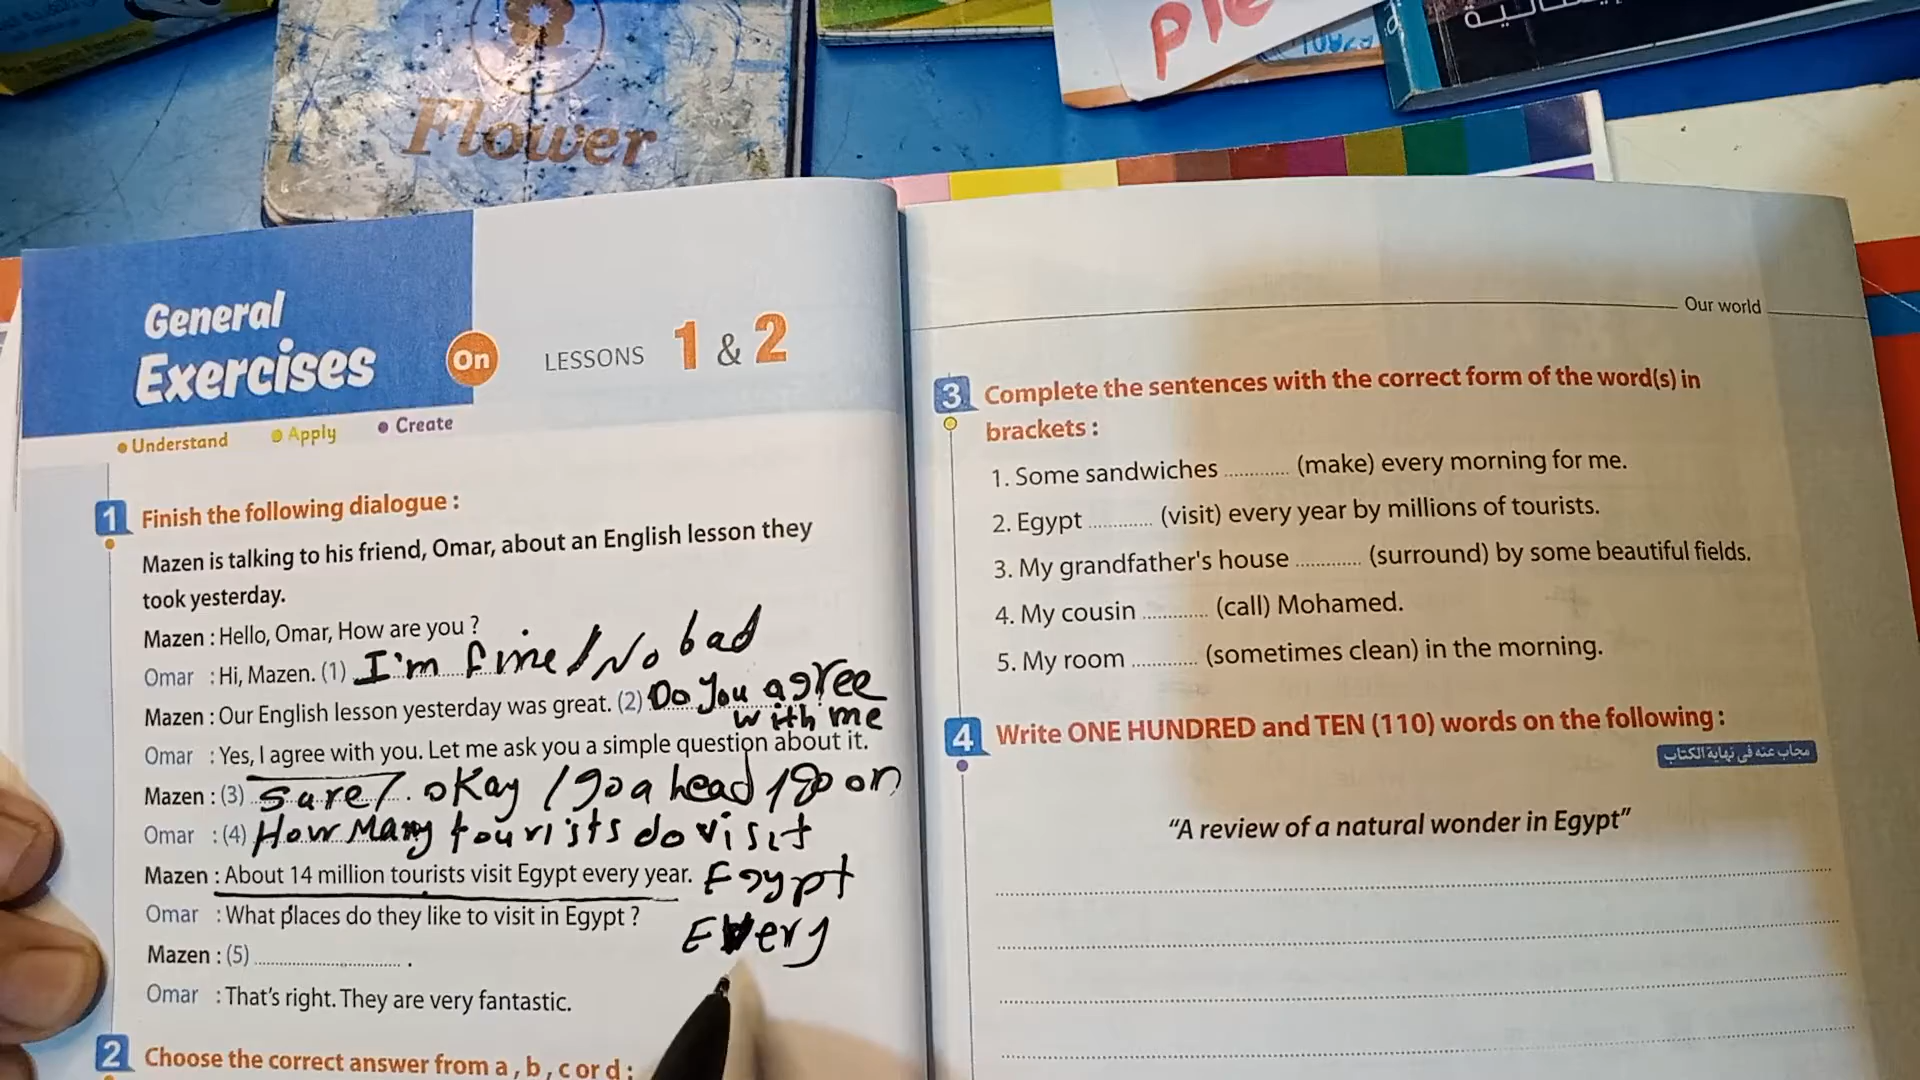 Flower
Ple
General
Exercises
On
LESSONS 1 & 2
Understand Apply Create
1 Finish the following dialogue :
Mazen is talking to his friend, Omar, about an English lesson they
took yesterday.
Mazen : Hello, Omar, How are you ?
Omar : Hi, Mazen. (1) I'm fine / No bad
Mazen : Our English lesson yesterday was great. (2) Do you agree
with me
Omar : Yes, I agree with you. Let me ask you a simple question about it.
Mazen : (3) sure / okay / go a head / go on
Omar : (4) How Many tourists do visit
Mazen : About 14 million tourists visit Egypt every year. Egypt
Omar : What places do they like to visit in Egypt ?
Every
Mazen : (5) .................................... .
Omar : That's right. They are very fantastic.
2 Choose the correct answer from a , b , c or d :
Our world
3 Complete the sentences with the correct form of the word(s) in
brackets :
1. Some sandwiches ............ (make) every morning for me.
2. Egypt ............ (visit) every year by millions of tourists.
3. My grandfather's house ............ (surround) by some beautiful fields.
4. My cousin ............ (call) Mohamed.
5. My room ............ (sometimes clean) in the morning.
4 Write ONE HUNDRED and TEN (110) words on the following :
مجاب عنه فى نهاية الكتاب
"A review of a natural wonder in Egypt"